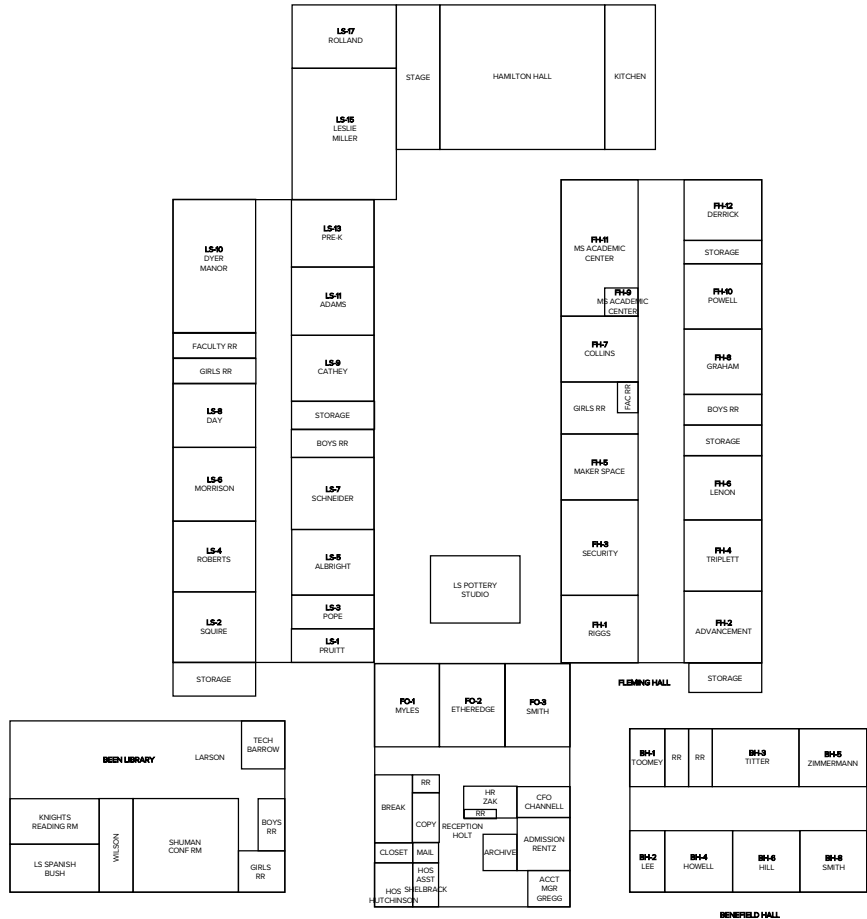 LS-17
ROLLAND
STAGE
HAMILTON HALL
KITCHEN
LS-15
LESLIE
MILLER
LS-10
DYER
MANOR
FACULTY RR
GIRLS RR
LS-8
DAY
LS-6
MORRISON
LS-4
ROBERTS
LS-2
SQUIRE
STORAGE
LS-13
PRE-K
LS-11
ADAMS
LS-9
CATHEY
STORAGE
BOYS RR
LS-7
SCHNEIDER
LS-5
ALBRIGHT
LS-3
POPE
LS-1
PRUITT
LS POTTERY
STUDIO
FH-11
MS ACADEMIC
CENTER
FH-9
MS ACADEMIC
CENTER
FH-7
COLLINS
GIRLS RR
FAC RR
FH-5
MAKER SPACE
FH-3
SECURITY
FH-1
RIGGS
FH-12
DERRICK
STORAGE
FH-10
POWELL
FH-8
GRAHAM
BOYS RR
STORAGE
FH-6
LENON
FH-4
TRIPLETT
FH-2
ADVANCEMENT
STORAGE
FLEMING HALL
FO-1
MYLES
FO-2
ETHEREDGE
FO-3
SMITH
BREAK
RR
COPY
CLOSET
MAIL
HOS
HUTCHINSON
HOS
ASST
SHELBRACK
HR
ZAK
RR
RECEPTION
HOLT
ARCHIVE
CFO
CHANNELL
ADMISSION
RENTZ
ACCT
MGR
GREGG
BEEN LIBRARY
LARSON
TECH
BARROW
KNIGHTS
READING RM
LS SPANISH
BUSH
WILSON
SHUMAN
CONF RM
BOYS
RR
GIRLS
RR
BH-1
TOOMEY
RR
RR
BH-3
TITTER
BH-5
ZIMMERMANN
BH-2
LEE
BH-4
HOWELL
BH-6
HILL
BH-8
SMITH
BENEFIELD HALL